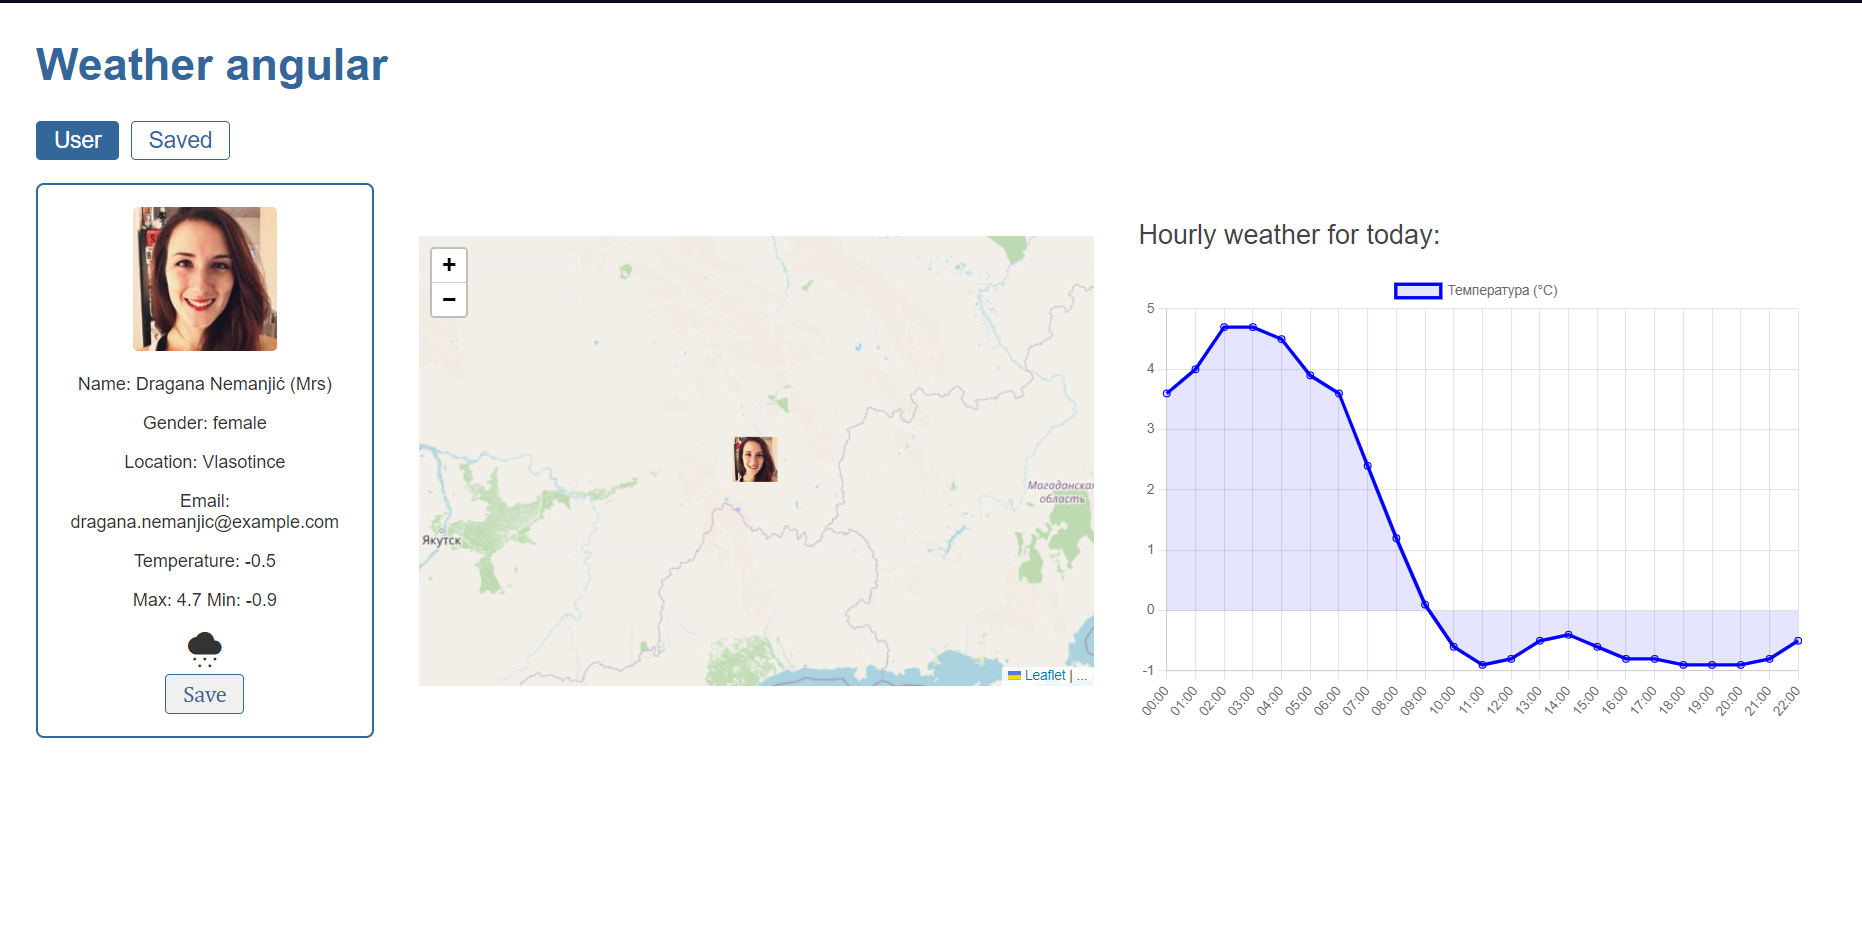 Weather angular
User
Saved
Name: Dragana Nemanjić (Mrs)
Gender: female
Location: Vlasotince
Email:
dragana.nemanjic@example.com
Temperature: -0.5
Max: 4.7 Min: -0.9
Save
+
−
Магаданская
область
Якутск
Leaflet | ...
Hourly weather for today:
Температура (°C)
5
4
3
2
1
0
-1
00:00
01:00
02:00
03:00
04:00
05:00
06:00
07:00
08:00
09:00
10:00
11:00
12:00
13:00
14:00
15:00
16:00
17:00
18:00
19:00
20:00
21:00
22:00